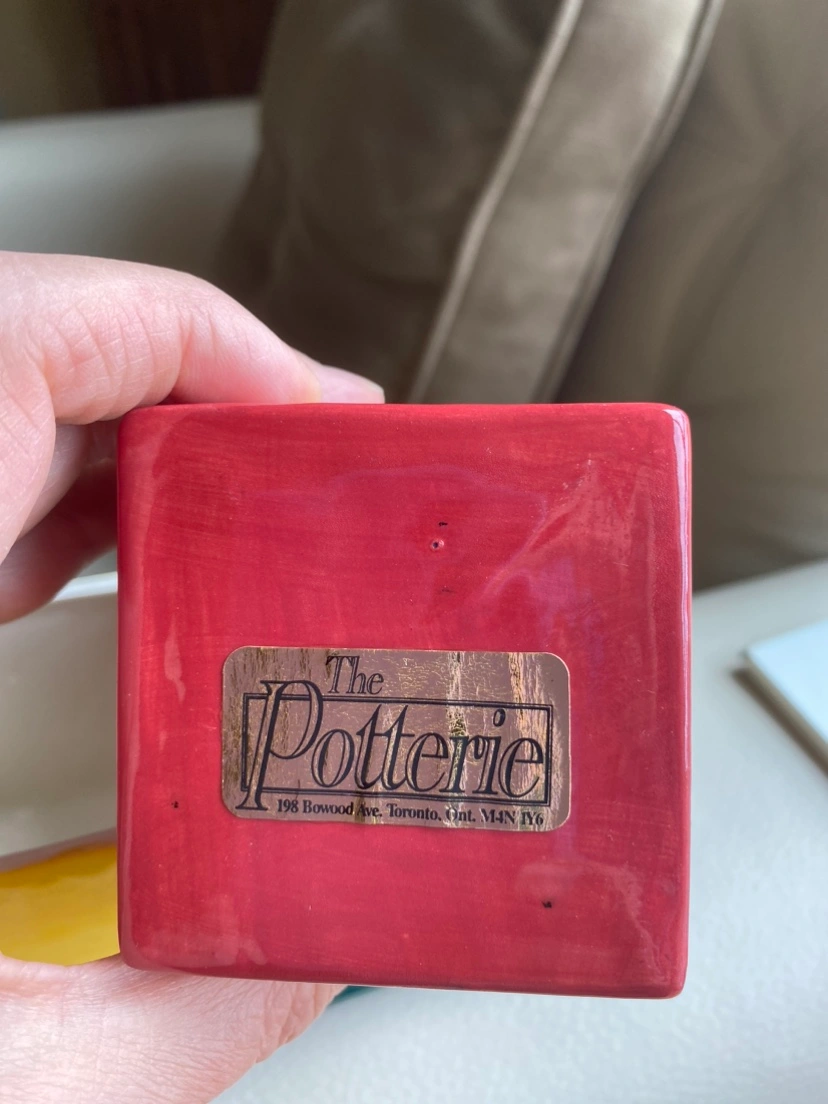 The
Potterie
198 Bowood Ave. Toronto, Ont. M4N 1Y6